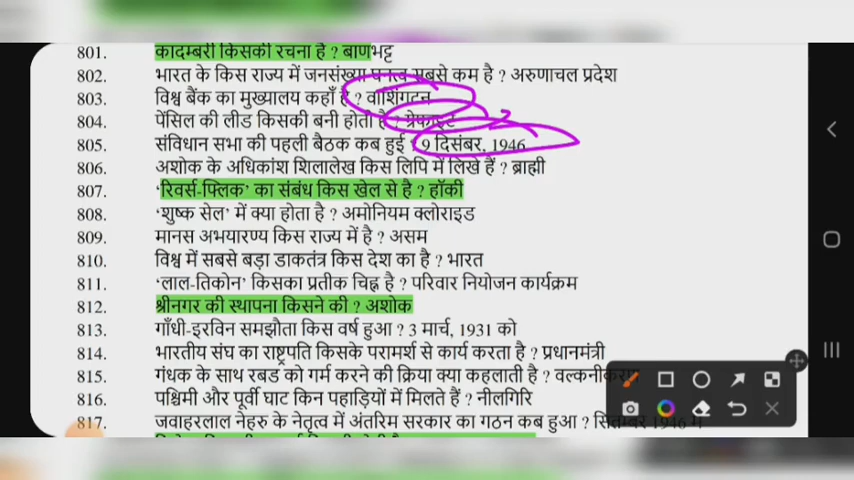 801. कादम्बरी किसकी रचना है ? बाणभट्ट
802. भारत के किस राज्य में जनसंख्या घनत्व सबसे कम है ? अरुणाचल प्रदेश
803. विश्व बैंक का मुख्यालय कहाँ है ? वाशिंगटन
804. पेंसिल की लीड किसकी बनी होती है ? ग्रेफाइट
805. संविधान सभा की पहली बैठक कब हुई ? 9 दिसंबर, 1946
806. अशोक के अधिकांश शिलालेख किस लिपि में लिखे हैं ? ब्राह्मी
807. ‘रिवर्स-फ्लिक’ का संबंध किस खेल से है ? हॉकी
808. ‘शुष्क सेल’ में क्या होता है ? अमोनियम क्लोराइड
809. मानस अभयारण्य किस राज्य में है ? असम
810. विश्व में सबसे बड़ा डाकतंत्र किस देश का है ? भारत
811. ‘लाल-तिकोन’ किसका प्रतीक चिह्न है ? परिवार नियोजन कार्यक्रम
812. श्रीनगर की स्थापना किसने की ? अशोक
813. गाँधी-इरविन समझौता किस वर्ष हुआ ? 3 मार्च, 1931 को
814. भारतीय संघ का राष्ट्रपति किसके परामर्श से कार्य करता है ? प्रधानमंत्री
815. गंधक के साथ रबड को गर्म करने की क्रिया क्या कहलाती है ? वल्कनीकरण
816. पश्चिमी और पूर्वी घाट किन पहाड़ियों में मिलते हैं ? नीलगिरि
817. जवाहरलाल नेहरु के नेतृत्व में अंतरिम सरकार का गठन कब हुआ ? सितम्बर 1946 में